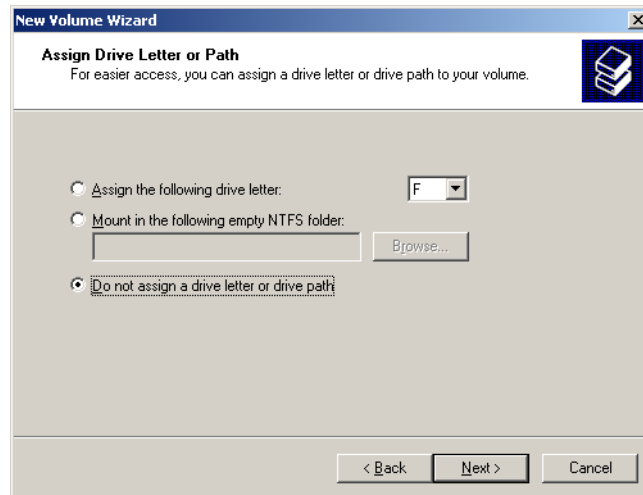 New Volume Wizard
Assign Drive Letter or Path
For easier access, you can assign a drive letter or drive path to your volume.
Assign the following drive letter: F
Mount in the following empty NTFS folder:
Browse...
Do not assign a drive letter or drive path
< Back Next > Cancel